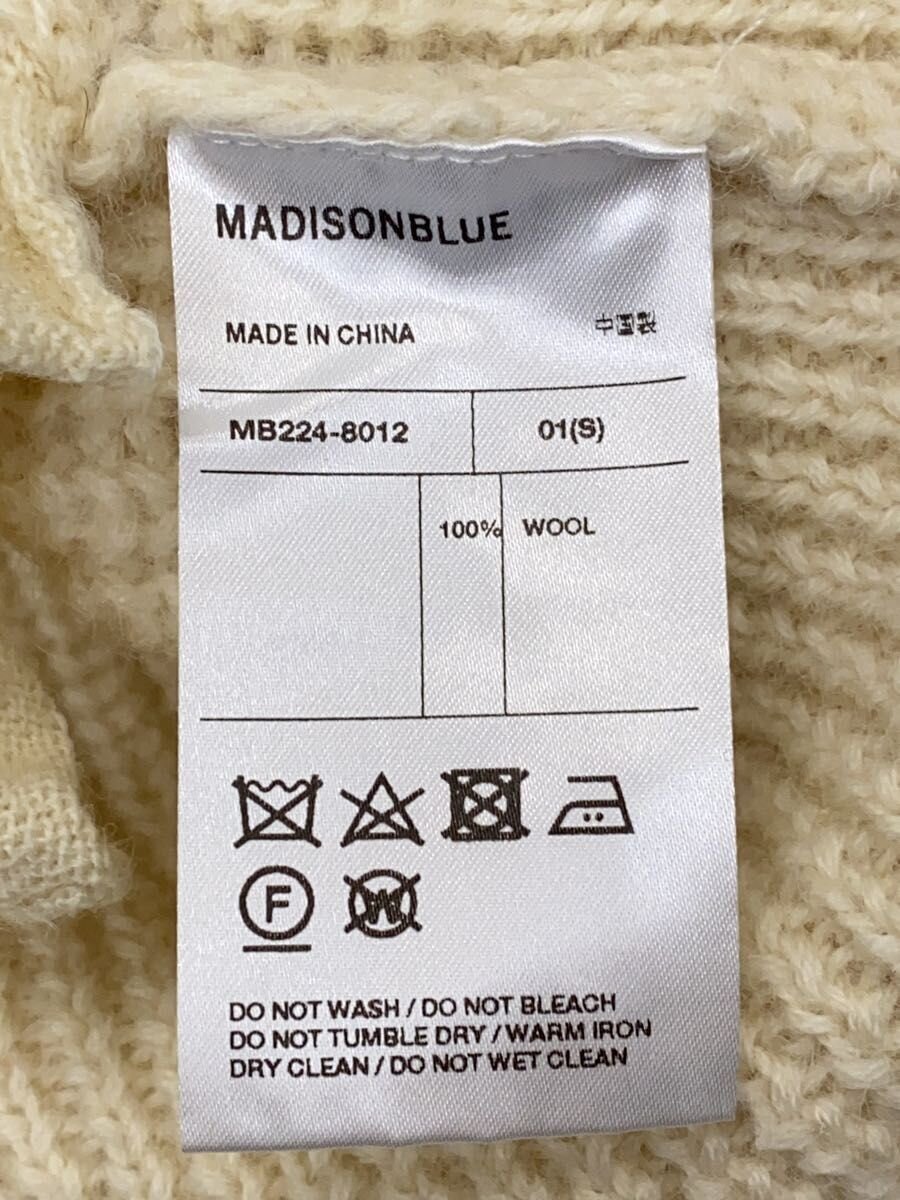 MADISONBLUE
MADE IN CHINA 中国製
MB224-8012 01(S)
100% WOOL
F
W
DO NOT WASH / DO NOT BLEACH
DO NOT TUMBLE DRY / WARM IRON
DRY CLEAN / DO NOT WET CLEAN